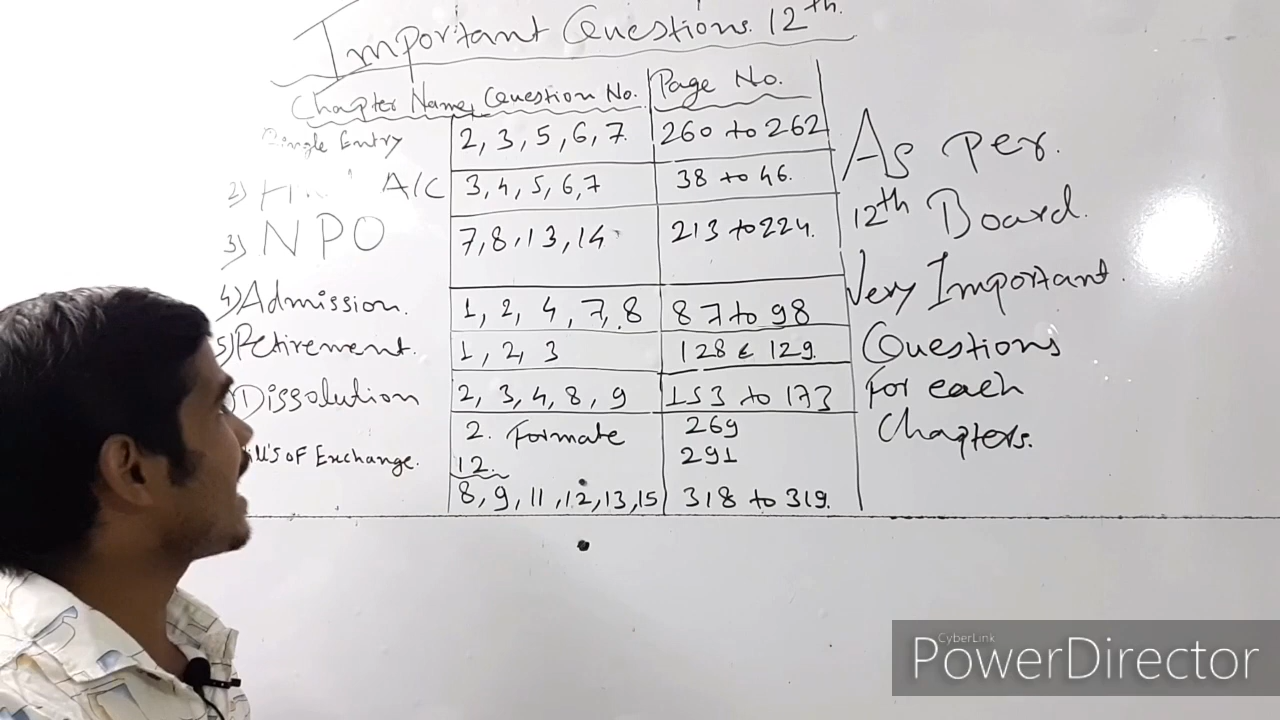 Important Questions. 12th.
Chapter Name, Question No. Page No.
Single Entry 2, 3, 5, 6, 7. 260 to 262
2) A/C 3, 4, 5, 6, 7 38 to 46.
3) NPO 7, 8, 13, 14 213 to 224.
4) Admission. 1, 2, 4, 7, 8 87 to 98
5) Retirement. 1, 2, 3 128 & 129.
Dissolution 2, 3, 4, 8, 9 153 to 173
2. Formate 269
of Exchange. 12. 291
8, 9, 11, 12, 13, 15 318 to 319.
As per.
12th Board.
Very Important
Questions
For each
Chapters.
CyberLink
PowerDirector